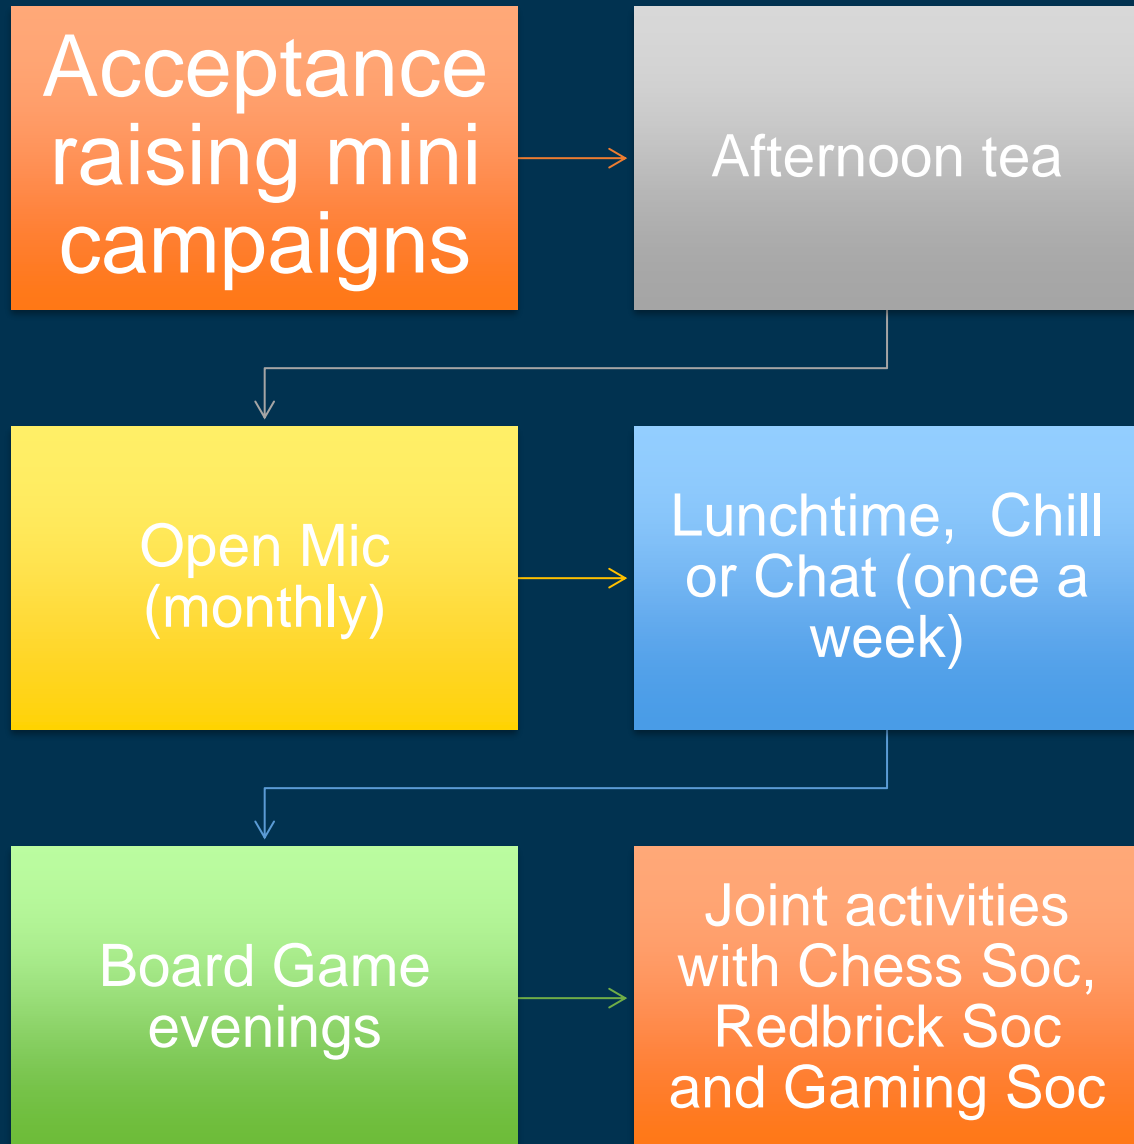 Acceptance
raising mini
campaigns
Afternoon tea
Open Mic
(monthly)
Lunchtime,  Chill
or Chat (once a
week)
Board Game
evenings
Joint activities
with Chess Soc,
Redbrick Soc
and Gaming Soc